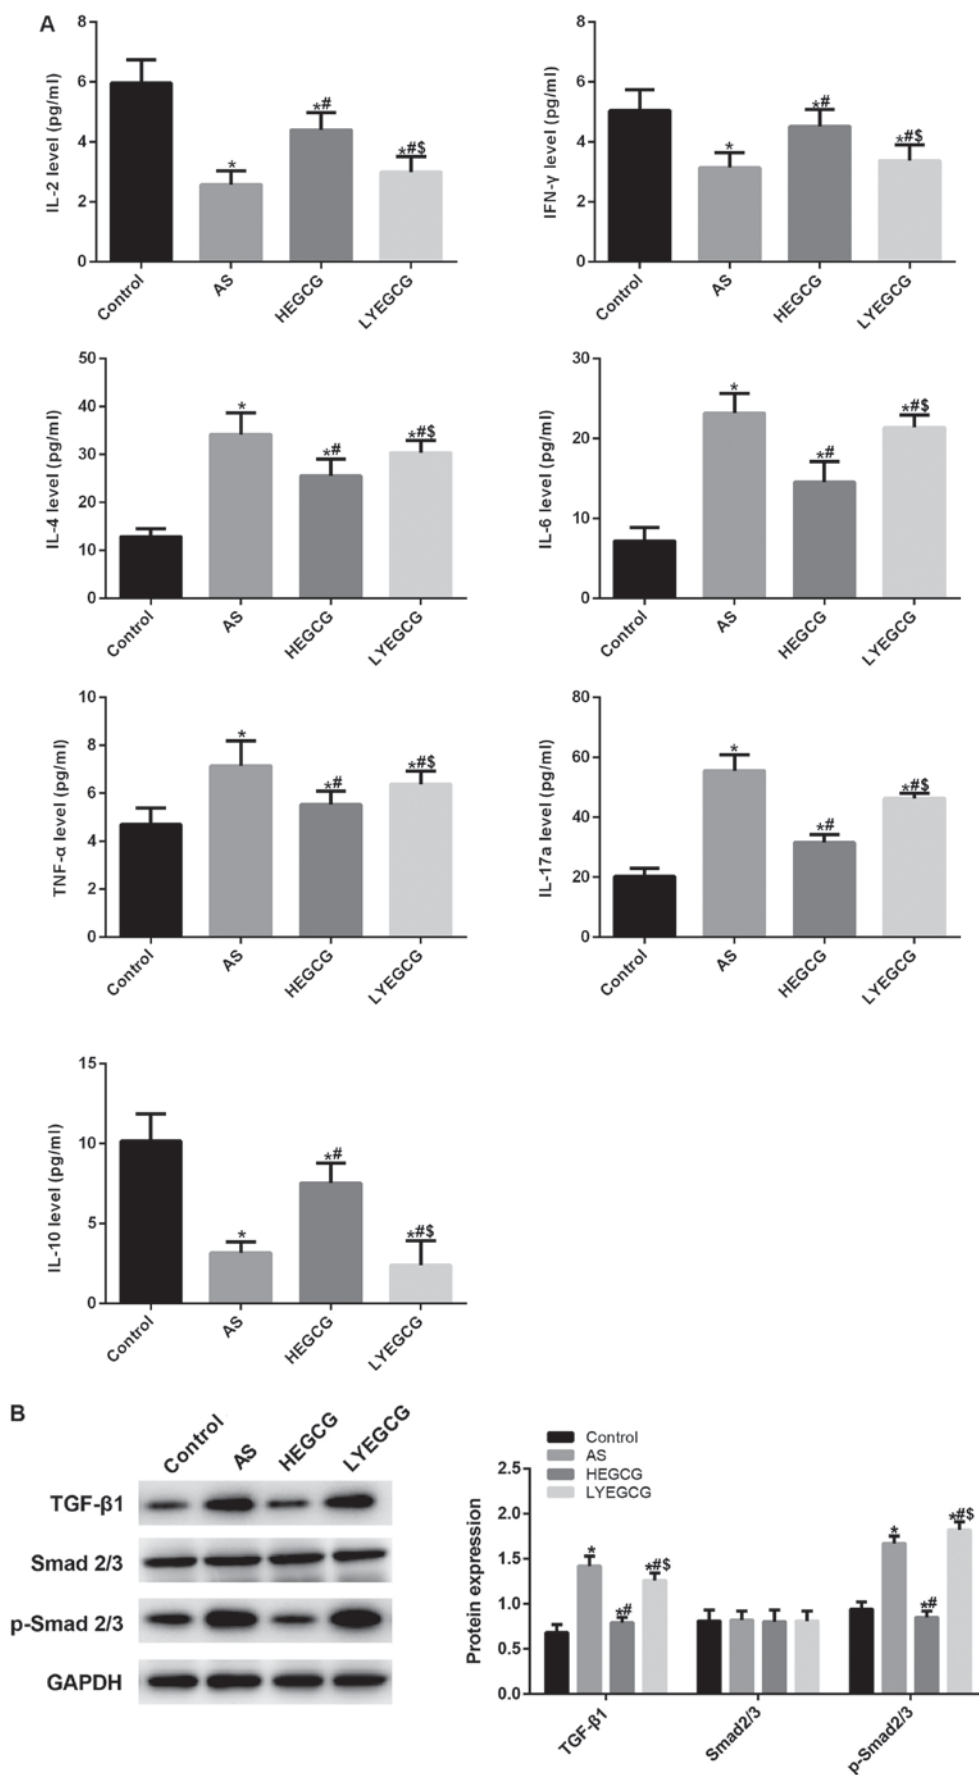 A
IL-2 level (pg/ml)
8
6
4
2
0
*
*#
*#$
Control
AS
HEGCG
LYEGCG
IFN-γ level (pg/ml)
8
6
4
2
0
*
*#
*#$
Control
AS
HEGCG
LYEGCG
IL-4 level (pg/ml)
50
40
30
20
10
0
*
*#
*#$
Control
AS
HEGCG
LYEGCG
IL-6 level (pg/ml)
30
20
10
0
*
*#
*#$
Control
AS
HEGCG
LYEGCG
TNF-α level (pg/ml)
10
8
6
4
2
0
*
*#
*#$
Control
AS
HEGCG
LYEGCG
IL-17a level (pg/ml)
80
60
40
20
0
*
*#
*#$
Control
AS
HEGCG
LYEGCG
IL-10 level (pg/ml)
15
10
5
0
*
*#
*#$
Control
AS
HEGCG
LYEGCG
B
Control
AS
HEGCG
LYEGCG
TGF-β1
Smad 2/3
p-Smad 2/3
GAPDH
Control
AS
HEGCG
LYEGCG
Protein expression
2.5
2.0
1.5
1.0
0.5
0.0
*
*#
*#$
*
*#
*#$
TGF-β1
Smad2/3
p-Smad2/3